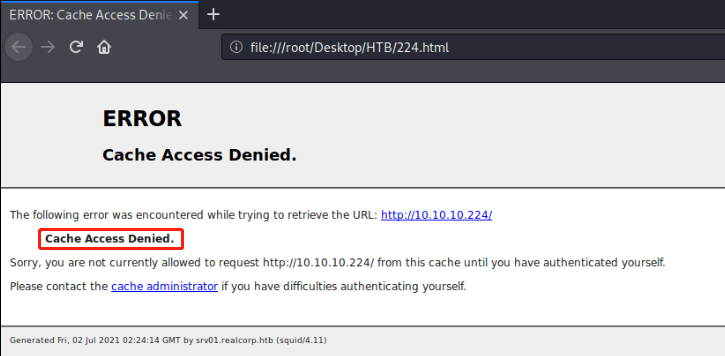 ERROR: Cache Access Denie
file:///root/Desktop/HTB/224.html
ERROR
Cache Access Denied.
The following error was encountered while trying to retrieve the URL: http://10.10.10.224/
Cache Access Denied.
Sorry, you are not currently allowed to request http://10.10.10.224/ from this cache until you have authenticated yourself.
Please contact the cache administrator if you have difficulties authenticating yourself.
Generated Fri, 02 Jul 2021 02:24:14 GMT by srv01.realcorp.htb (squid/4.11)